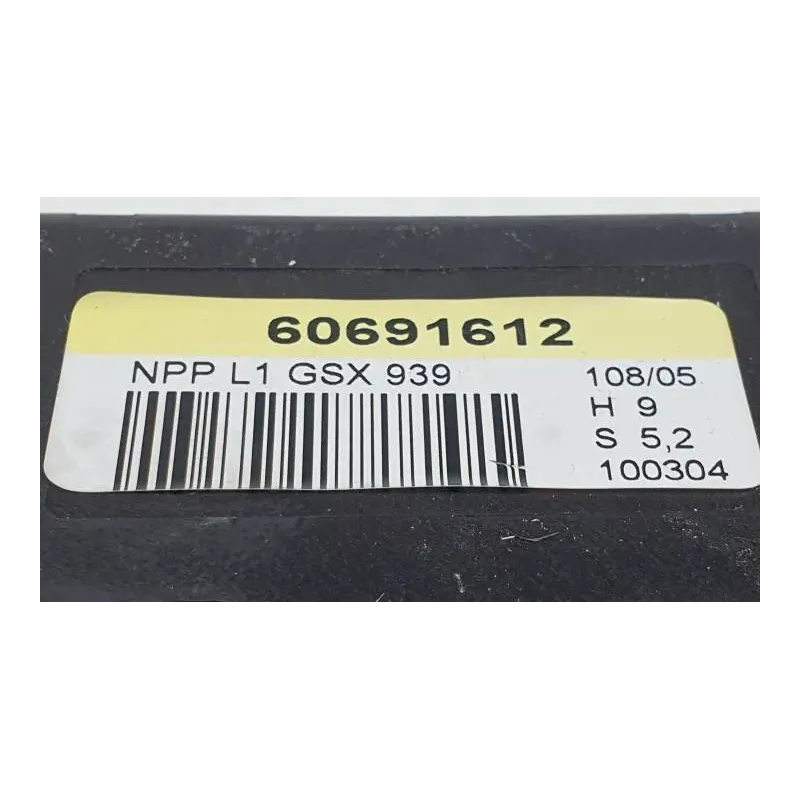 60691612
NPP L1 GSX 939 108/05
H 9
S 5,2
100304